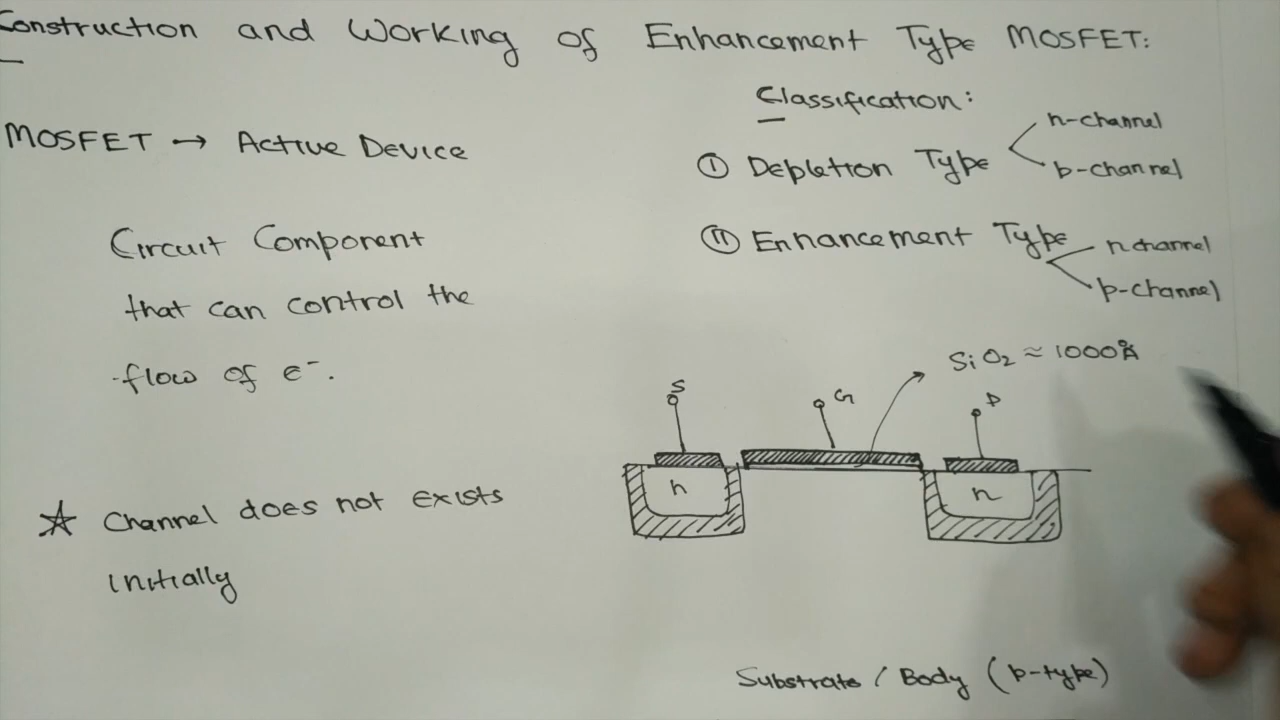 Construction and Working of Enhancement Type MOSFET:
MOSFET → Active Device
Circuit Component
that can control the
flow of e⁻.
☆ Channel does not exists
initially
Classification:
I Depletion Type
n-channel
p-channel
II Enhancement Type
n channel
p-channel
SiO₂ ≈ 1000Å
S
G
D
n
n
Substrate / Body (p-type)